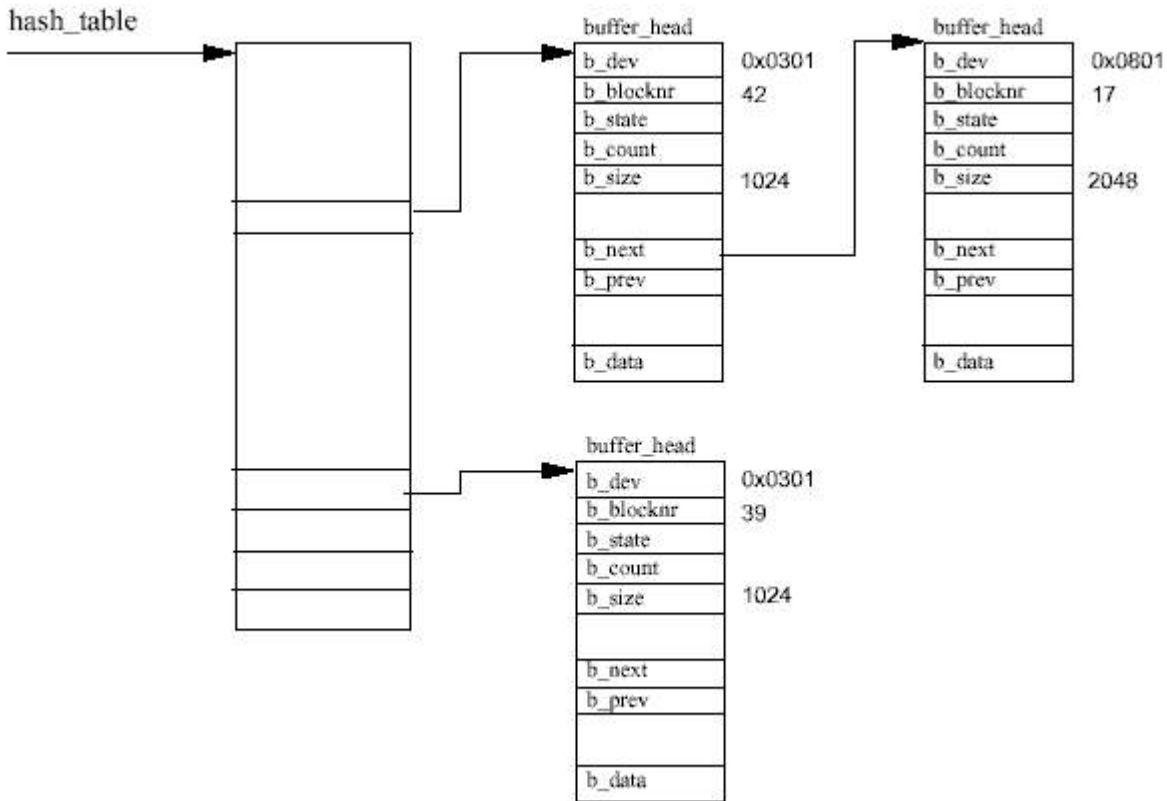 hash_table
buffer_head
b_dev 0x0301
b_blocknr 42
b_state
b_count
b_size 1024
b_next
b_prev
b_data
buffer_head
b_dev 0x0801
b_blocknr 17
b_state
b_count
b_size 2048
b_next
b_prev
b_data
buffer_head
b_dev 0x0301
b_blocknr 39
b_state
b_count
b_size 1024
b_next
b_prev
b_data